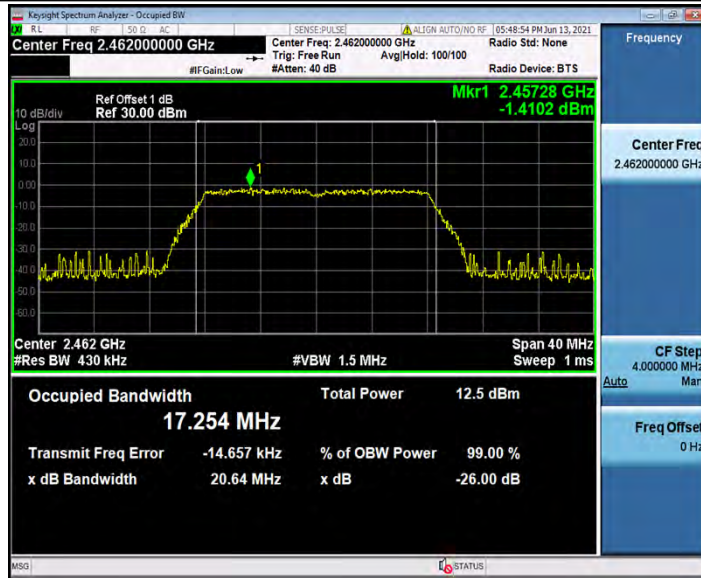 Keysight Spectrum Analyzer - Occupied BW
RL RF 50 Ω AC SENSE:PULSE ALIGN AUTO/NO RF 05:48:54 PM Jun 13, 2021
Center Freq 2.462000000 GHz
Center Freq: 2.462000000 GHz
Radio Std: None
Trig: Free Run Avg|Hold: 100/100
#IFGain:Low
#Atten: 40 dB
Radio Device: BTS
Mkr1 2.45728 GHz
-1.4102 dBm
Ref Offset 1 dB
10 dB/div Ref 30.00 dBm
Log
20.0
10.0
0.00
-10.0
-20.0
-30.0
-40.0
-50.0
-60.0
1
Center 2.462 GHz Span 40 MHz
#Res BW 430 kHz #VBW 1.5 MHz Sweep 1 ms
Occupied Bandwidth Total Power 12.5 dBm
17.254 MHz
Transmit Freq Error -14.657 kHz % of OBW Power 99.00 %
x dB Bandwidth 20.64 MHz x dB -26.00 dB
MSG STATUS
Frequency
Center Freq
2.462000000 GHz
CF Step
4.000000 MHz
Auto Man
Freq Offset
0 Hz